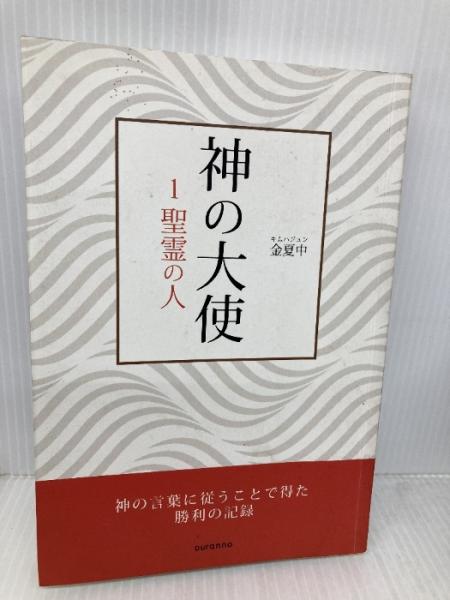 神の大使
1 聖霊の人
キムハジュン
金夏中
神の言葉に従うことで得た
勝利の記録
duranno